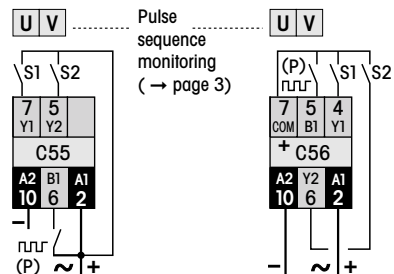 U V Pulse U V
sequence
monitoring
( → page 3)
S1 S2 (P) S1 S2
7 5 7 5 4
Y1 Y2 COM B1 Y1
C55 + C56
A2 B1 A1 A2 Y2 A1
10 6 2 10 6 2
– – ~ +
(P) ~ +